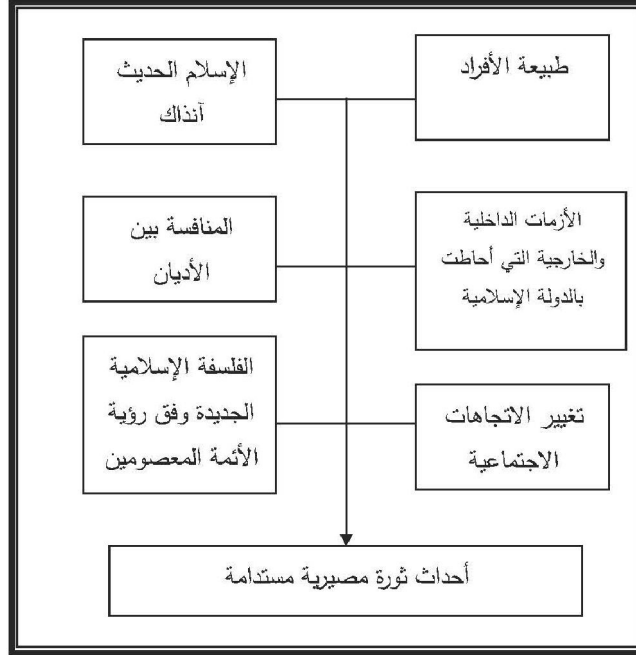 طبيعة الأفراد
الإسلام الحديث
آنذاك
الأزمات الداخلية
والخارجية التي أحاطت
بالدولة الإسلامية
المنافسة بين
الأديان
تغيير الاتجاهات
الاجتماعية
الفلسفة الإسلامية
الجديدة وفق رؤية
الأئمة المعصومين
أحداث ثورة مصيرية مستدامة